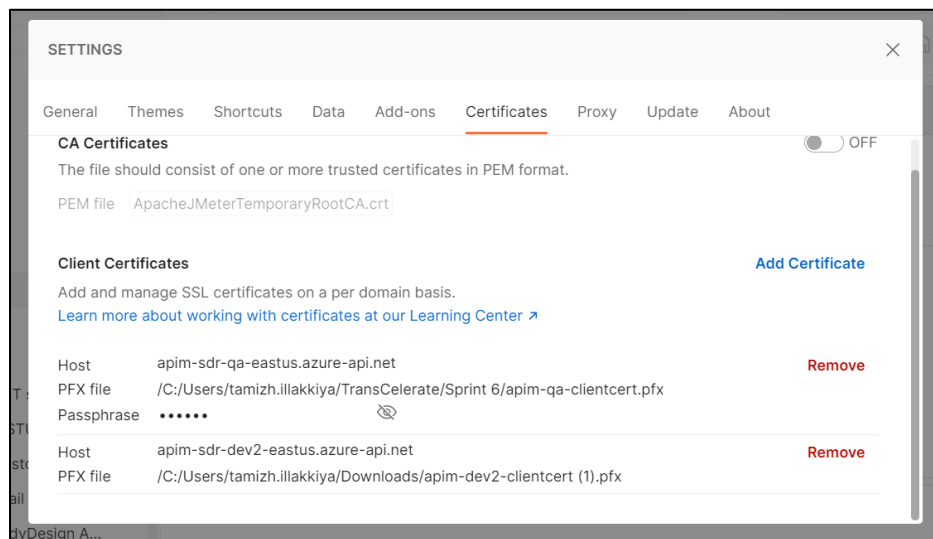 SETTINGS
General Themes Shortcuts Data Add-ons Certificates Proxy Update About
CA Certificates OFF
The file should consist of one or more trusted certificates in PEM format.
PEM file ApacheJMeterTemporaryRootCA.crt
Client Certificates Add Certificate
Add and manage SSL certificates on a per domain basis.
Learn more about working with certificates at our Learning Center ↗
Host apim-sdr-qa-eastus.azure-api.net Remove
PFX file /C:/Users/tamizh.illakkiya/TransCelerate/Sprint 6/apim-qa-clientcert.pfx
Passphrase ••••••
Host apim-sdr-dev2-eastus.azure-api.net Remove
PFX file /C:/Users/tamizh.illakkiya/Downloads/apim-dev2-clientcert (1).pfx